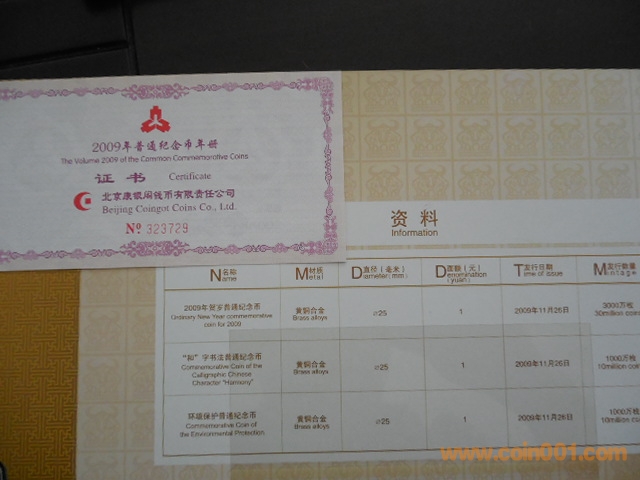 2009年普通纪念币年册
The Volume 2009 of the Common Commemorative Coins
证书 Certificate
北京康银阁钱币有限责任公司
Beijing Coingot Coins Co., Ltd.
№ 323729
资料
Information
名称 Name 材质 Metal 直径(毫米) Diameter(mm) 面额(元) Denomination (yuan) 发行日期 Time of issue 发行数量 Mintage
2009年贺岁普通纪念币
Ordinary New Year commemorative
coin for 2009
黄铜合金
Brass alloys
⌀25
1
2009年11月26日
3000万枚
30million coins
“和”字书法普通纪念币
Commemorative Coin of the
Calligraphic Chinese
Character "Harmony"
黄铜合金
Brass alloys
⌀25
1
2009年11月26日
1000万枚
10million coins
环境保护普通纪念币
Commemorative Coin of
the Environmental Protection
黄铜合金
Brass alloys
⌀25
1
2009年11月26日
1000万枚
10million coins
www.coin001.com